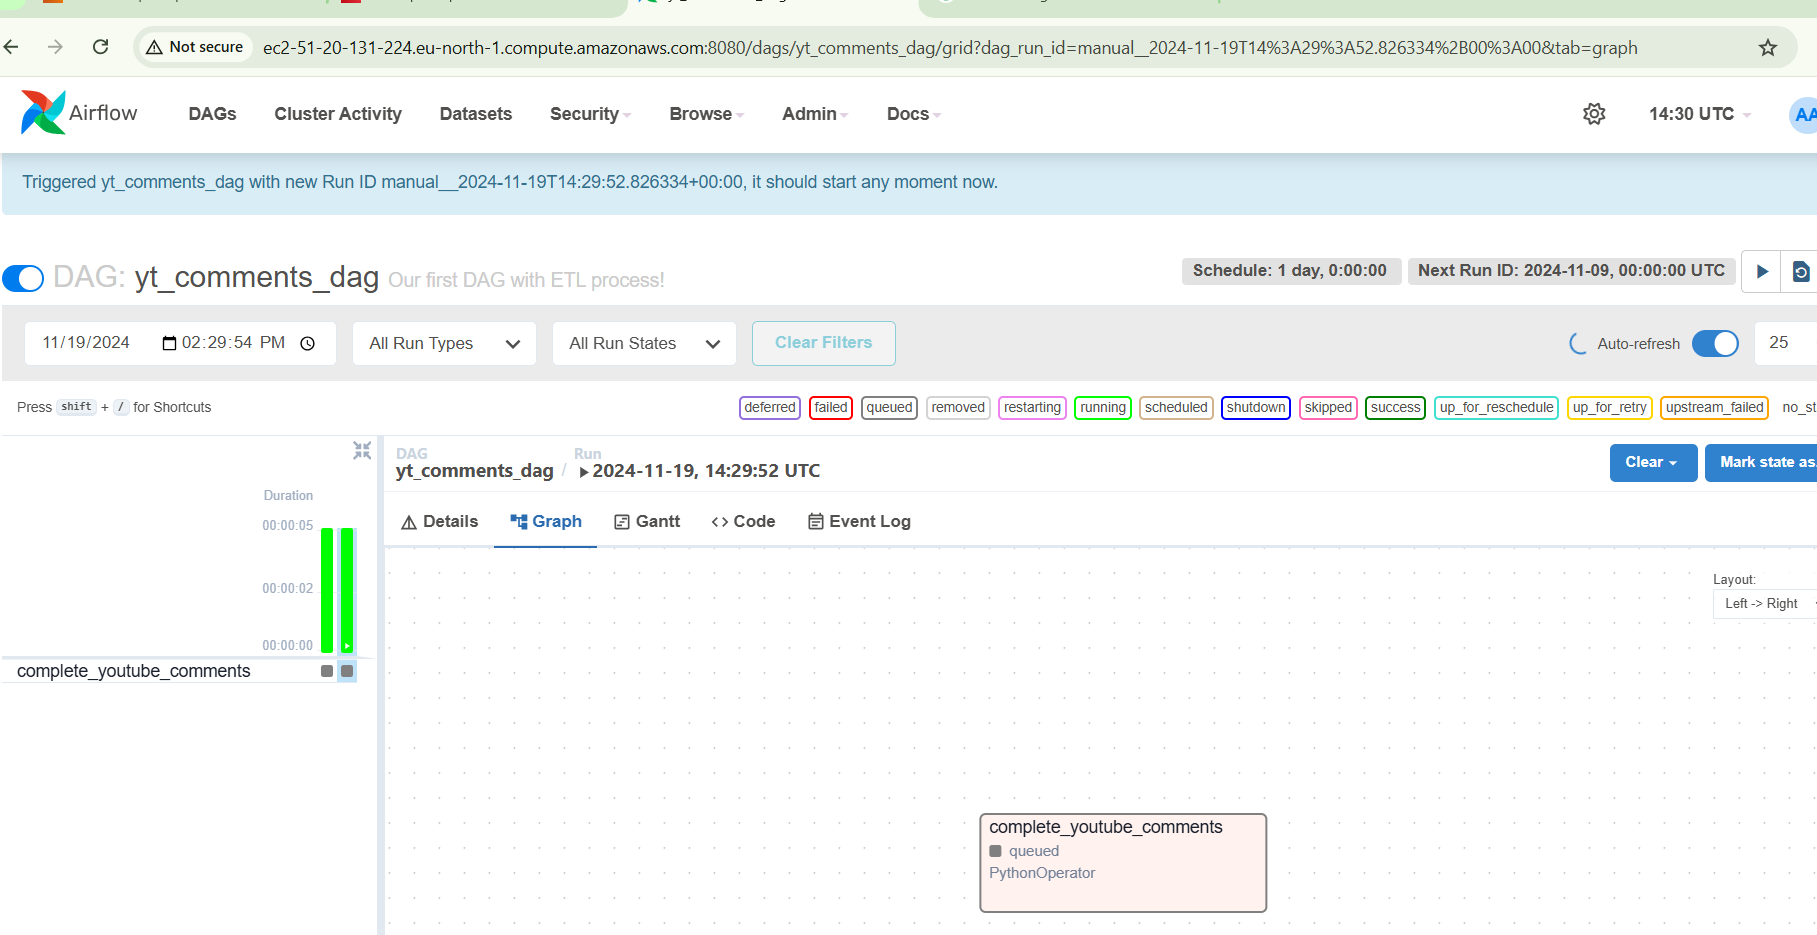 Not secure
ec2-51-20-131-224.eu-north-1.compute.amazonaws.com:8080/dags/yt_comments_dag/grid?dag_run_id=manual__2024-11-19T14%3A29%3A52.826334%2B00%3A00&tab=graph
Airflow DAGs Cluster Activity Datasets Security Browse Admin Docs 14:30 UTC AA
Triggered yt_comments_dag with new Run ID manual__2024-11-19T14:29:52.826334+00:00, it should start any moment now.
DAG: yt_comments_dag Our first DAG with ETL process! Schedule: 1 day, 0:00:00 Next Run ID: 2024-11-09, 00:00:00 UTC
11/19/2024 02:29:54 PM All Run Types All Run States Clear Filters Auto-refresh 25
Press shift + / for Shortcuts deferred failed queued removed restarting running scheduled shutdown skipped success up_for_reschedule up_for_retry upstream_failed no_st
DAG Run
yt_comments_dag / 2024-11-19, 14:29:52 UTC Clear Mark state as
Duration
00:00:05
00:00:02
00:00:00
complete_youtube_comments
Details Graph Gantt Code Event Log
Layout:
Left -> Right
complete_youtube_comments
queued
PythonOperator